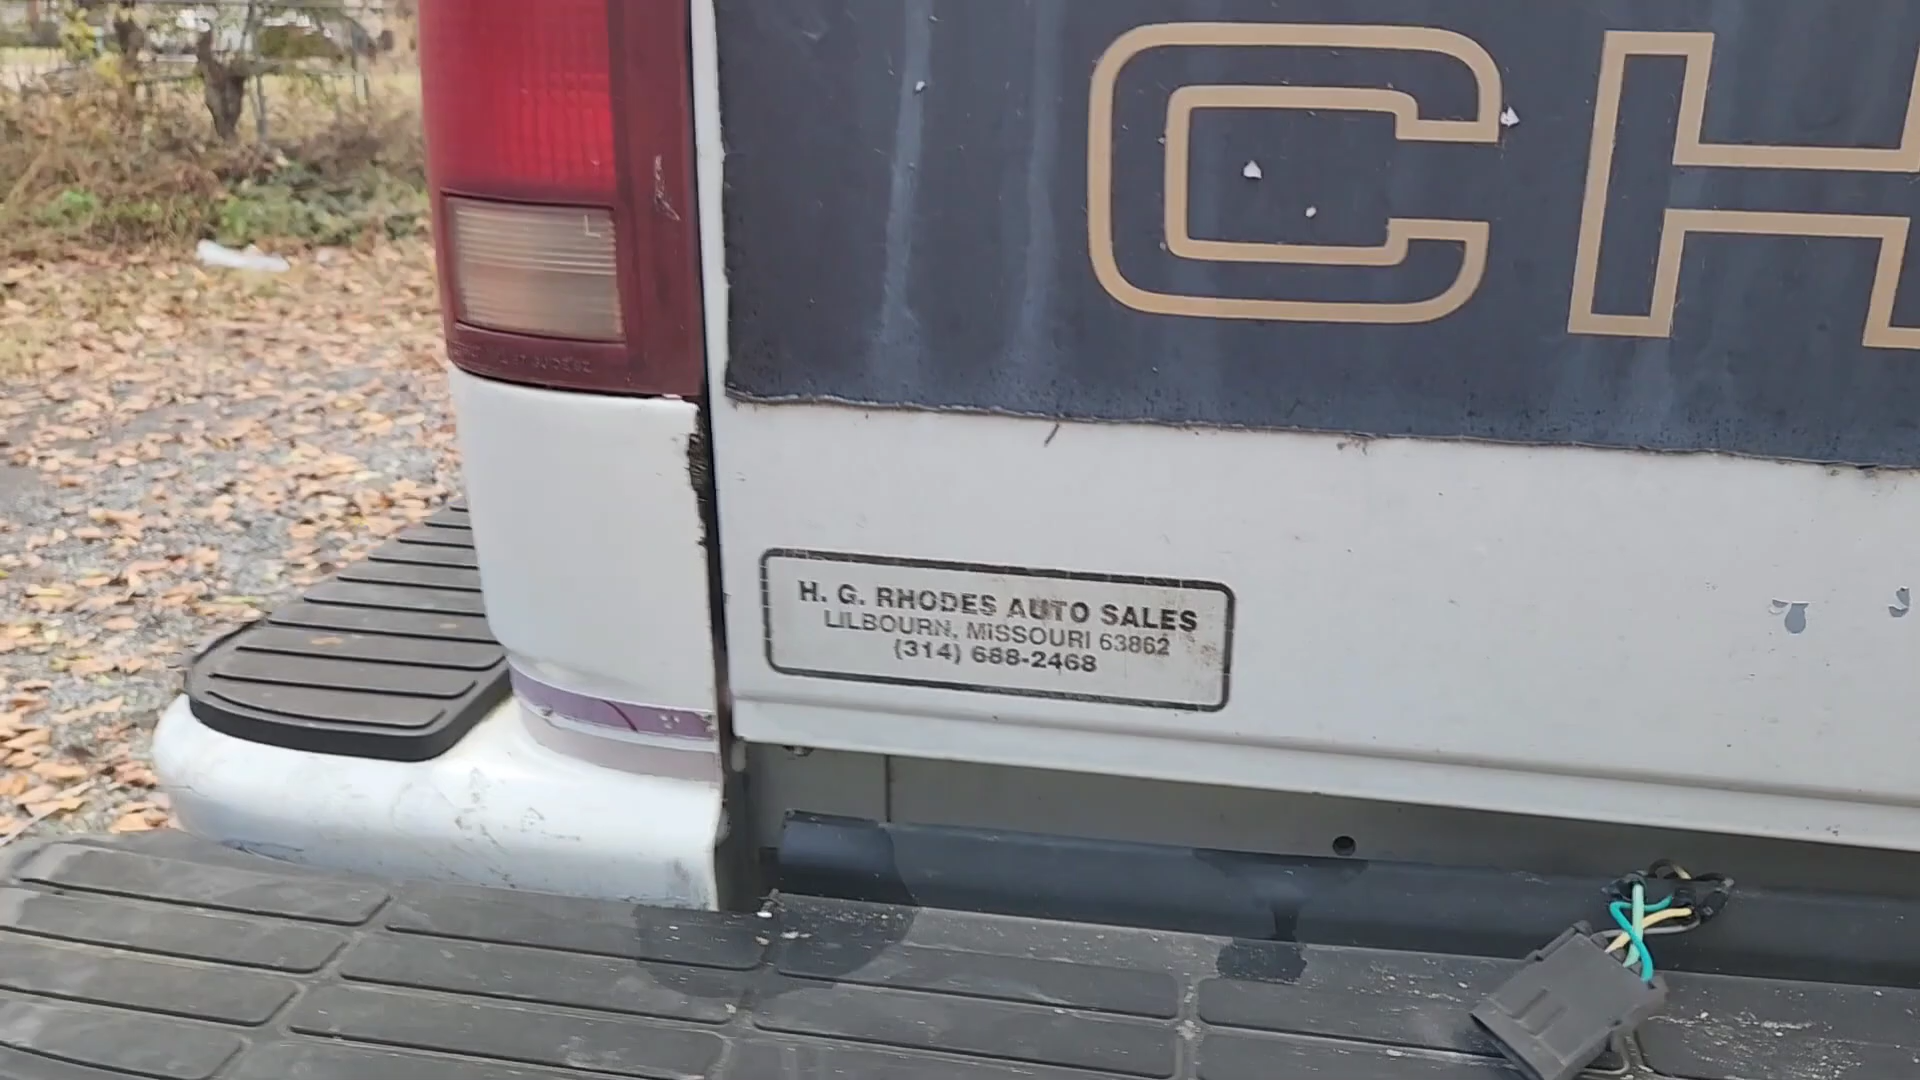 CH
H. G. RHODES AUTO SALES
LILBOURN, MISSOURI 63862
(314) 688-2468